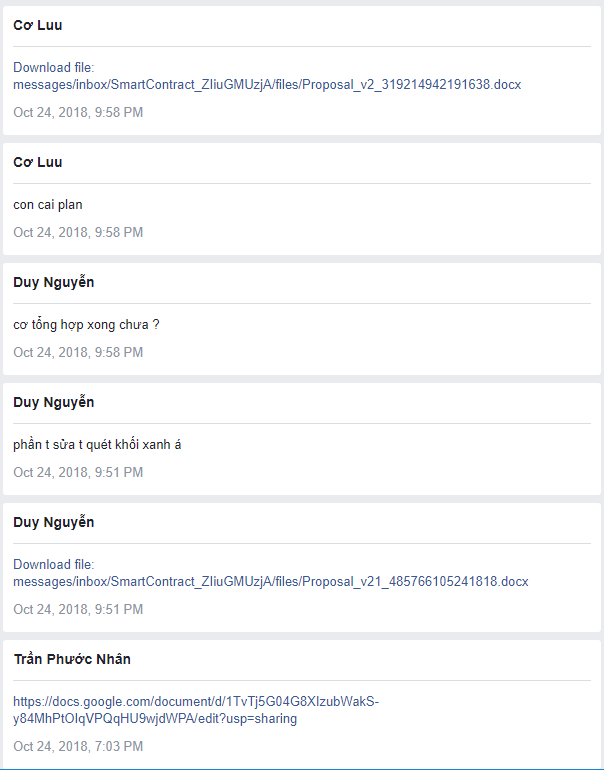 Cơ Luu
Download file:
messages/inbox/SmartContract_ZIiuGMUzjA/files/Proposal_v2_319214942191638.docx
Oct 24, 2018, 9:58 PM
Cơ Luu
con cai plan
Oct 24, 2018, 9:58 PM
Duy Nguyễn
cơ tổng hợp xong chưa ?
Oct 24, 2018, 9:58 PM
Duy Nguyễn
phần t sửa t quét khối xanh á
Oct 24, 2018, 9:51 PM
Duy Nguyễn
Download file:
messages/inbox/SmartContract_ZIiuGMUzjA/files/Proposal_v21_485766105241818.docx
Oct 24, 2018, 9:51 PM
Trần Phước Nhân
https://docs.google.com/document/d/1TvTj5G04G8XIzubWakS-
y84MhPtOIqVPQqHU9wjdWPA/edit?usp=sharing
Oct 24, 2018, 7:03 PM